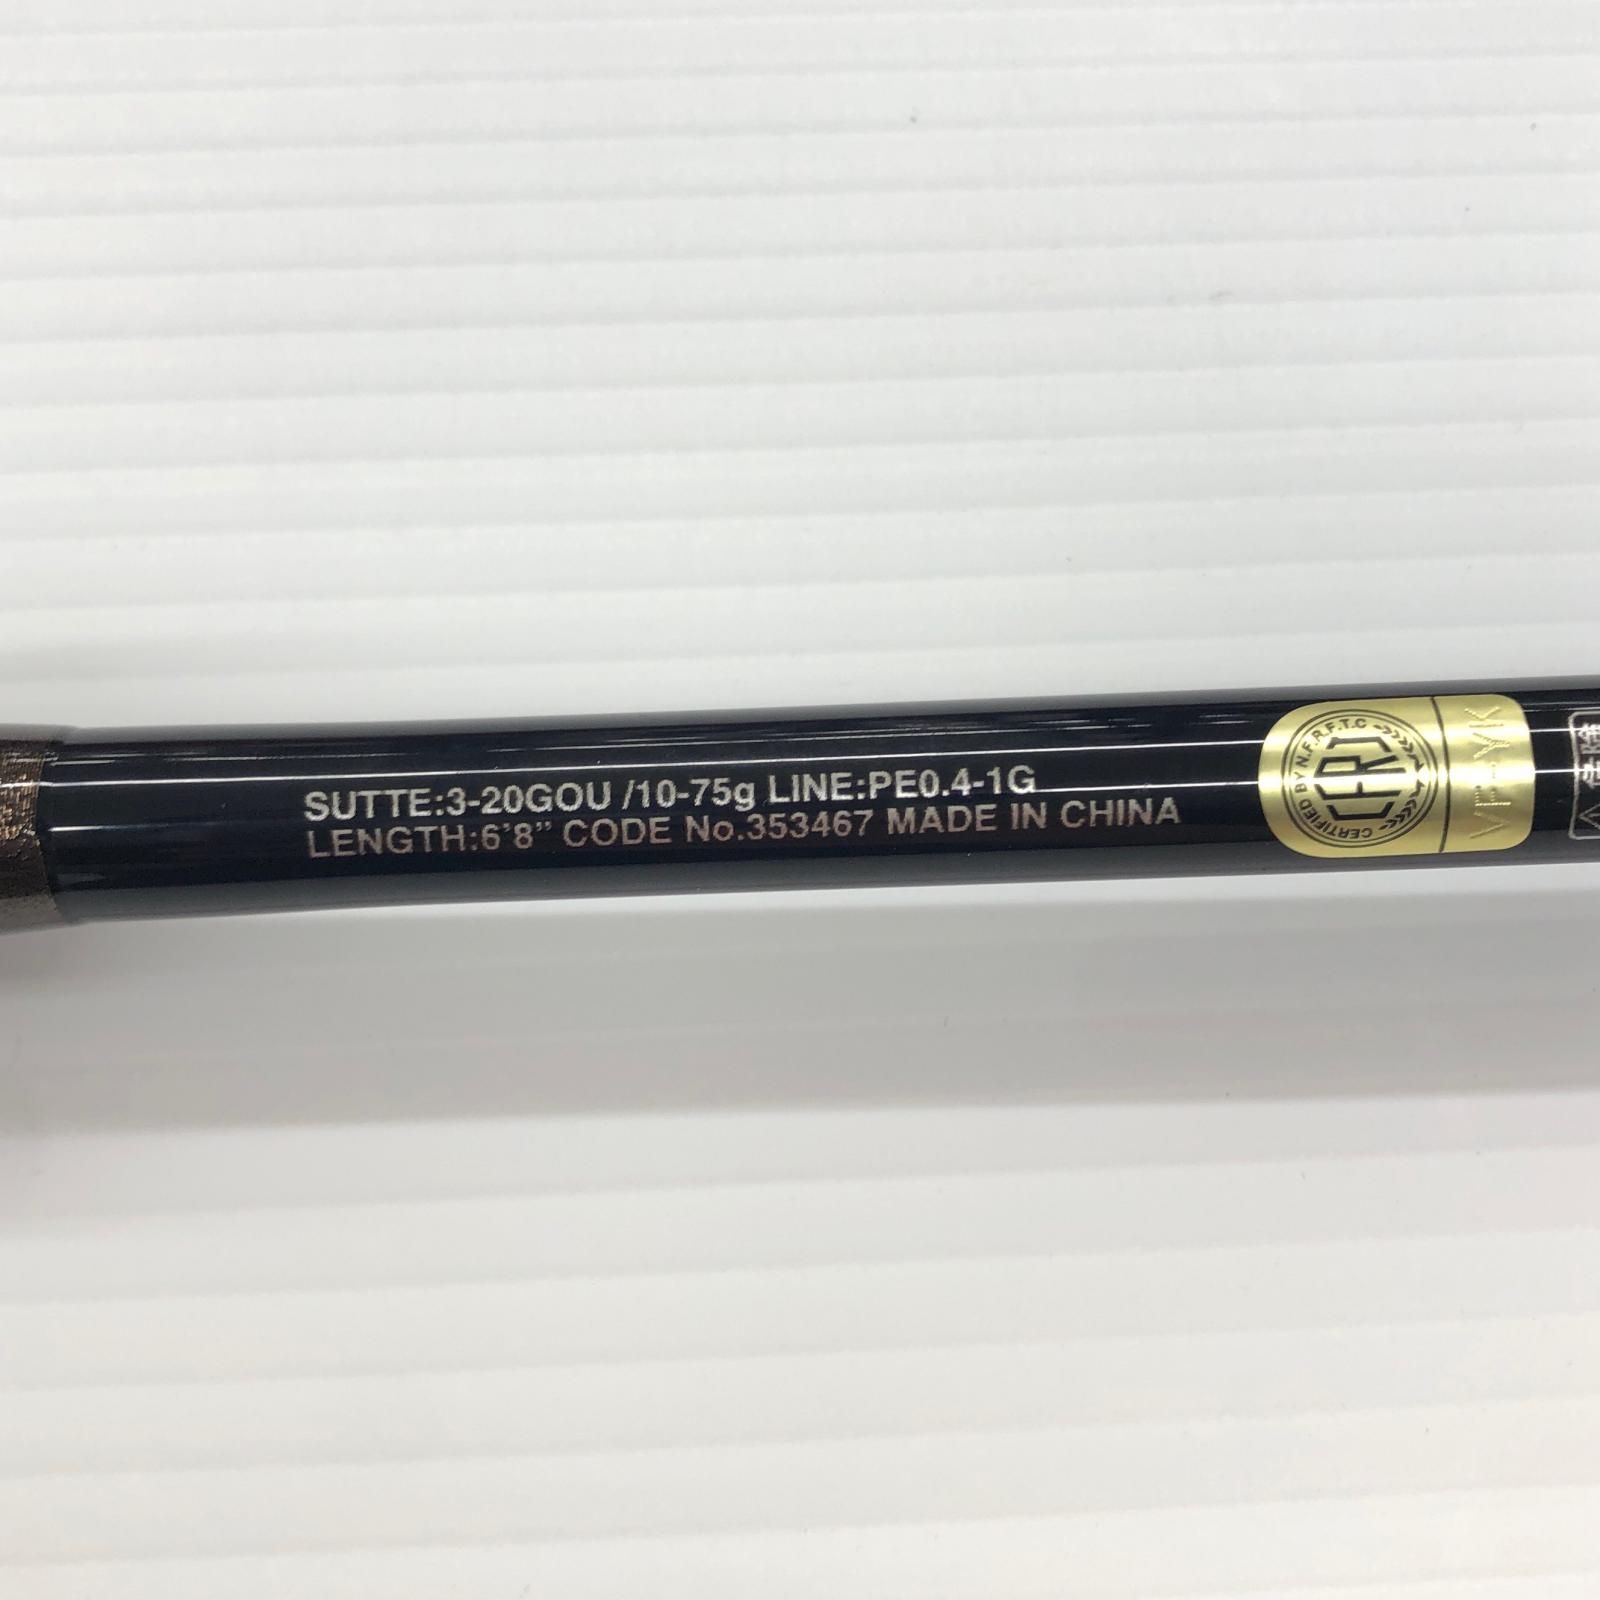 SUTTE:3-20GOU /10-75g LINE:PE0.4-1G
LENGTH:6'8" CODE No.353467 MADE IN CHINA
CERTIFIED BY N.F.R.F.T.C
CFRJ